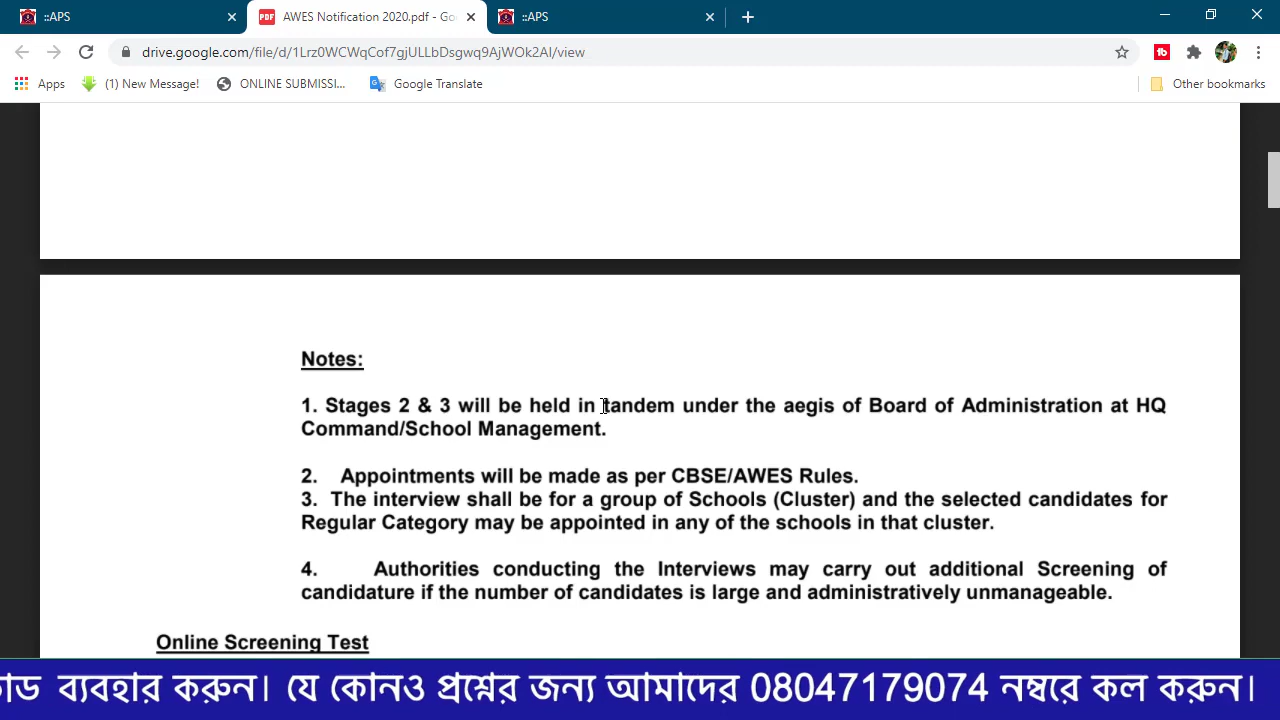 ::APS
AWES Notification 2020.pdf - Go
::APS
drive.google.com/file/d/1Lrz0WCWqCof7gjULLbDsgwq9AjWOk2AI/view
Apps
(1) New Message!
ONLINE SUBMISSI...
Google Translate
Other bookmarks
Notes:
1. Stages 2 & 3 will be held in tandem under the aegis of Board of Administration at HQ
Command/School Management.
2. Appointments will be made as per CBSE/AWES Rules.
3. The interview shall be for a group of Schools (Cluster) and the selected candidates for
Regular Category may be appointed in any of the schools in that cluster.
4. Authorities conducting the Interviews may carry out additional Screening of
candidature if the number of candidates is large and administratively unmanageable.
Online Screening Test
ব্যবহার করুন। যে কোনও প্রশ্নের জন্য আমাদের 08047179074 নম্বরে কল করুন।